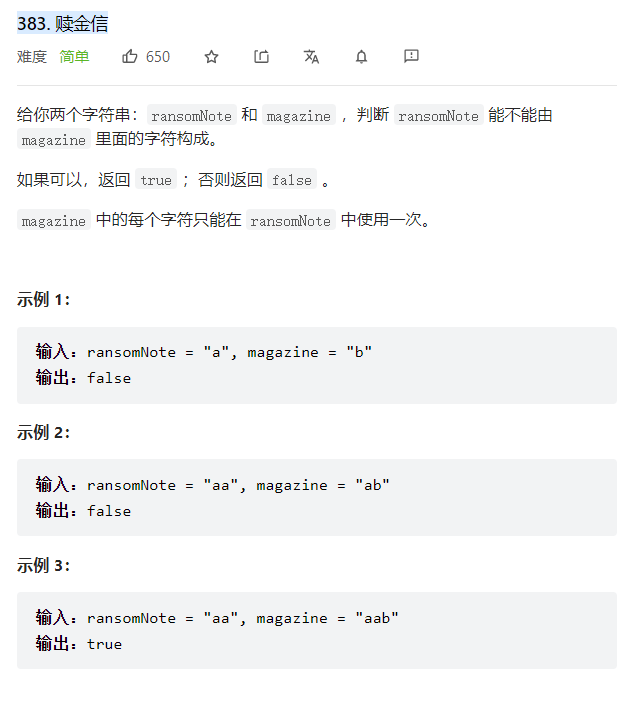 383. 赎金信
难度 简单 650
给你两个字符串：ransomNote 和 magazine ，判断 ransomNote 能不能由
magazine 里面的字符构成。
如果可以，返回 true ；否则返回 false 。
magazine 中的每个字符只能在 ransomNote 中使用一次。
示例 1：
输入：ransomNote = "a", magazine = "b"
输出：false
示例 2：
输入：ransomNote = "aa", magazine = "ab"
输出：false
示例 3：
输入：ransomNote = "aa", magazine = "aab"
输出：true